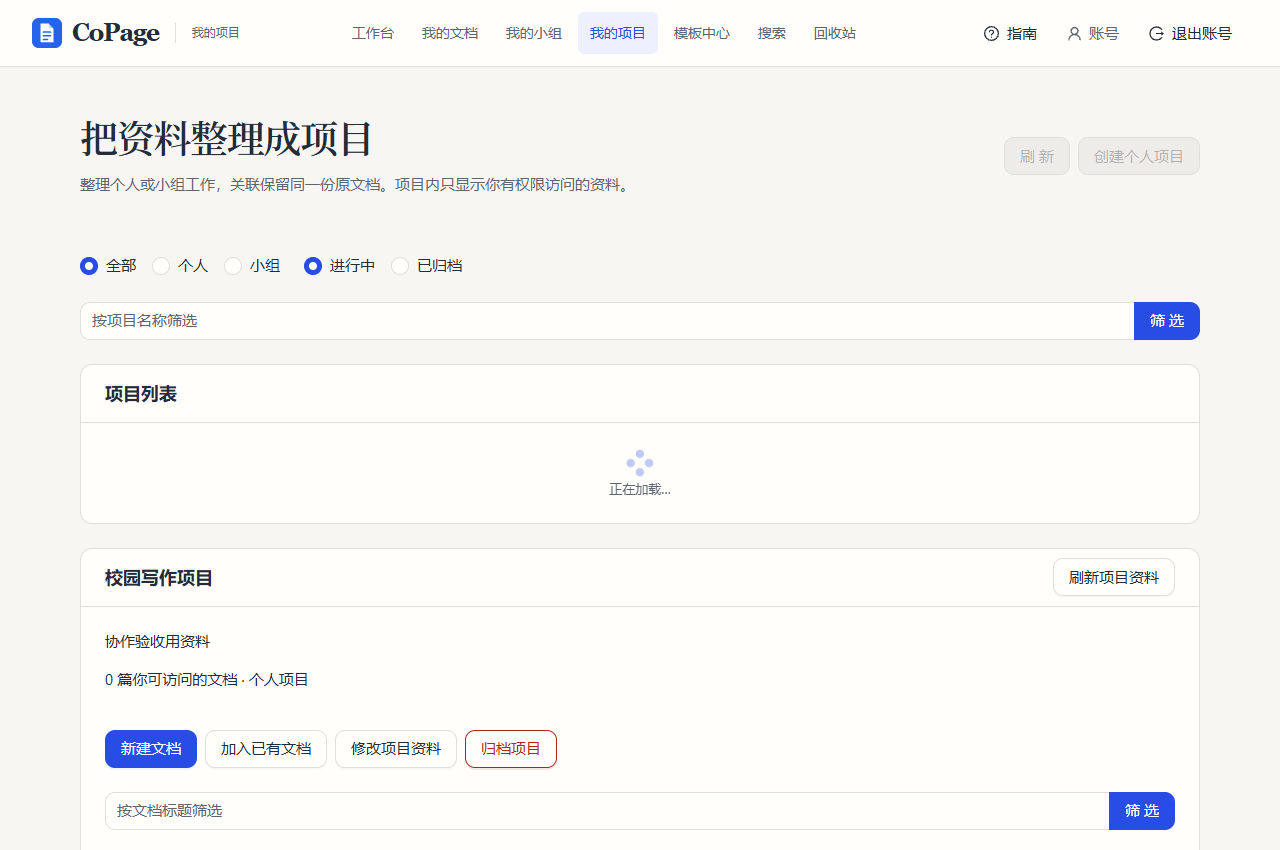 CoPage 我的项目 工作台 我的文档 我的小组 我的项目 模板中心 搜索 回收站 指南 账号 退出账号
把资料整理成项目
刷 新 创建个人项目
整理个人或小组工作，关联保留同一份原文档。项目内只显示你有权限访问的资料。
全部 个人 小组 进行中 已归档
按项目名称筛选 筛 选
项目列表
正在加载...
校园写作项目 刷新项目资料
协作验收用资料
0 篇你可访问的文档 · 个人项目
新建文档 加入已有文档 修改项目资料 归档项目
按文档标题筛选 筛 选